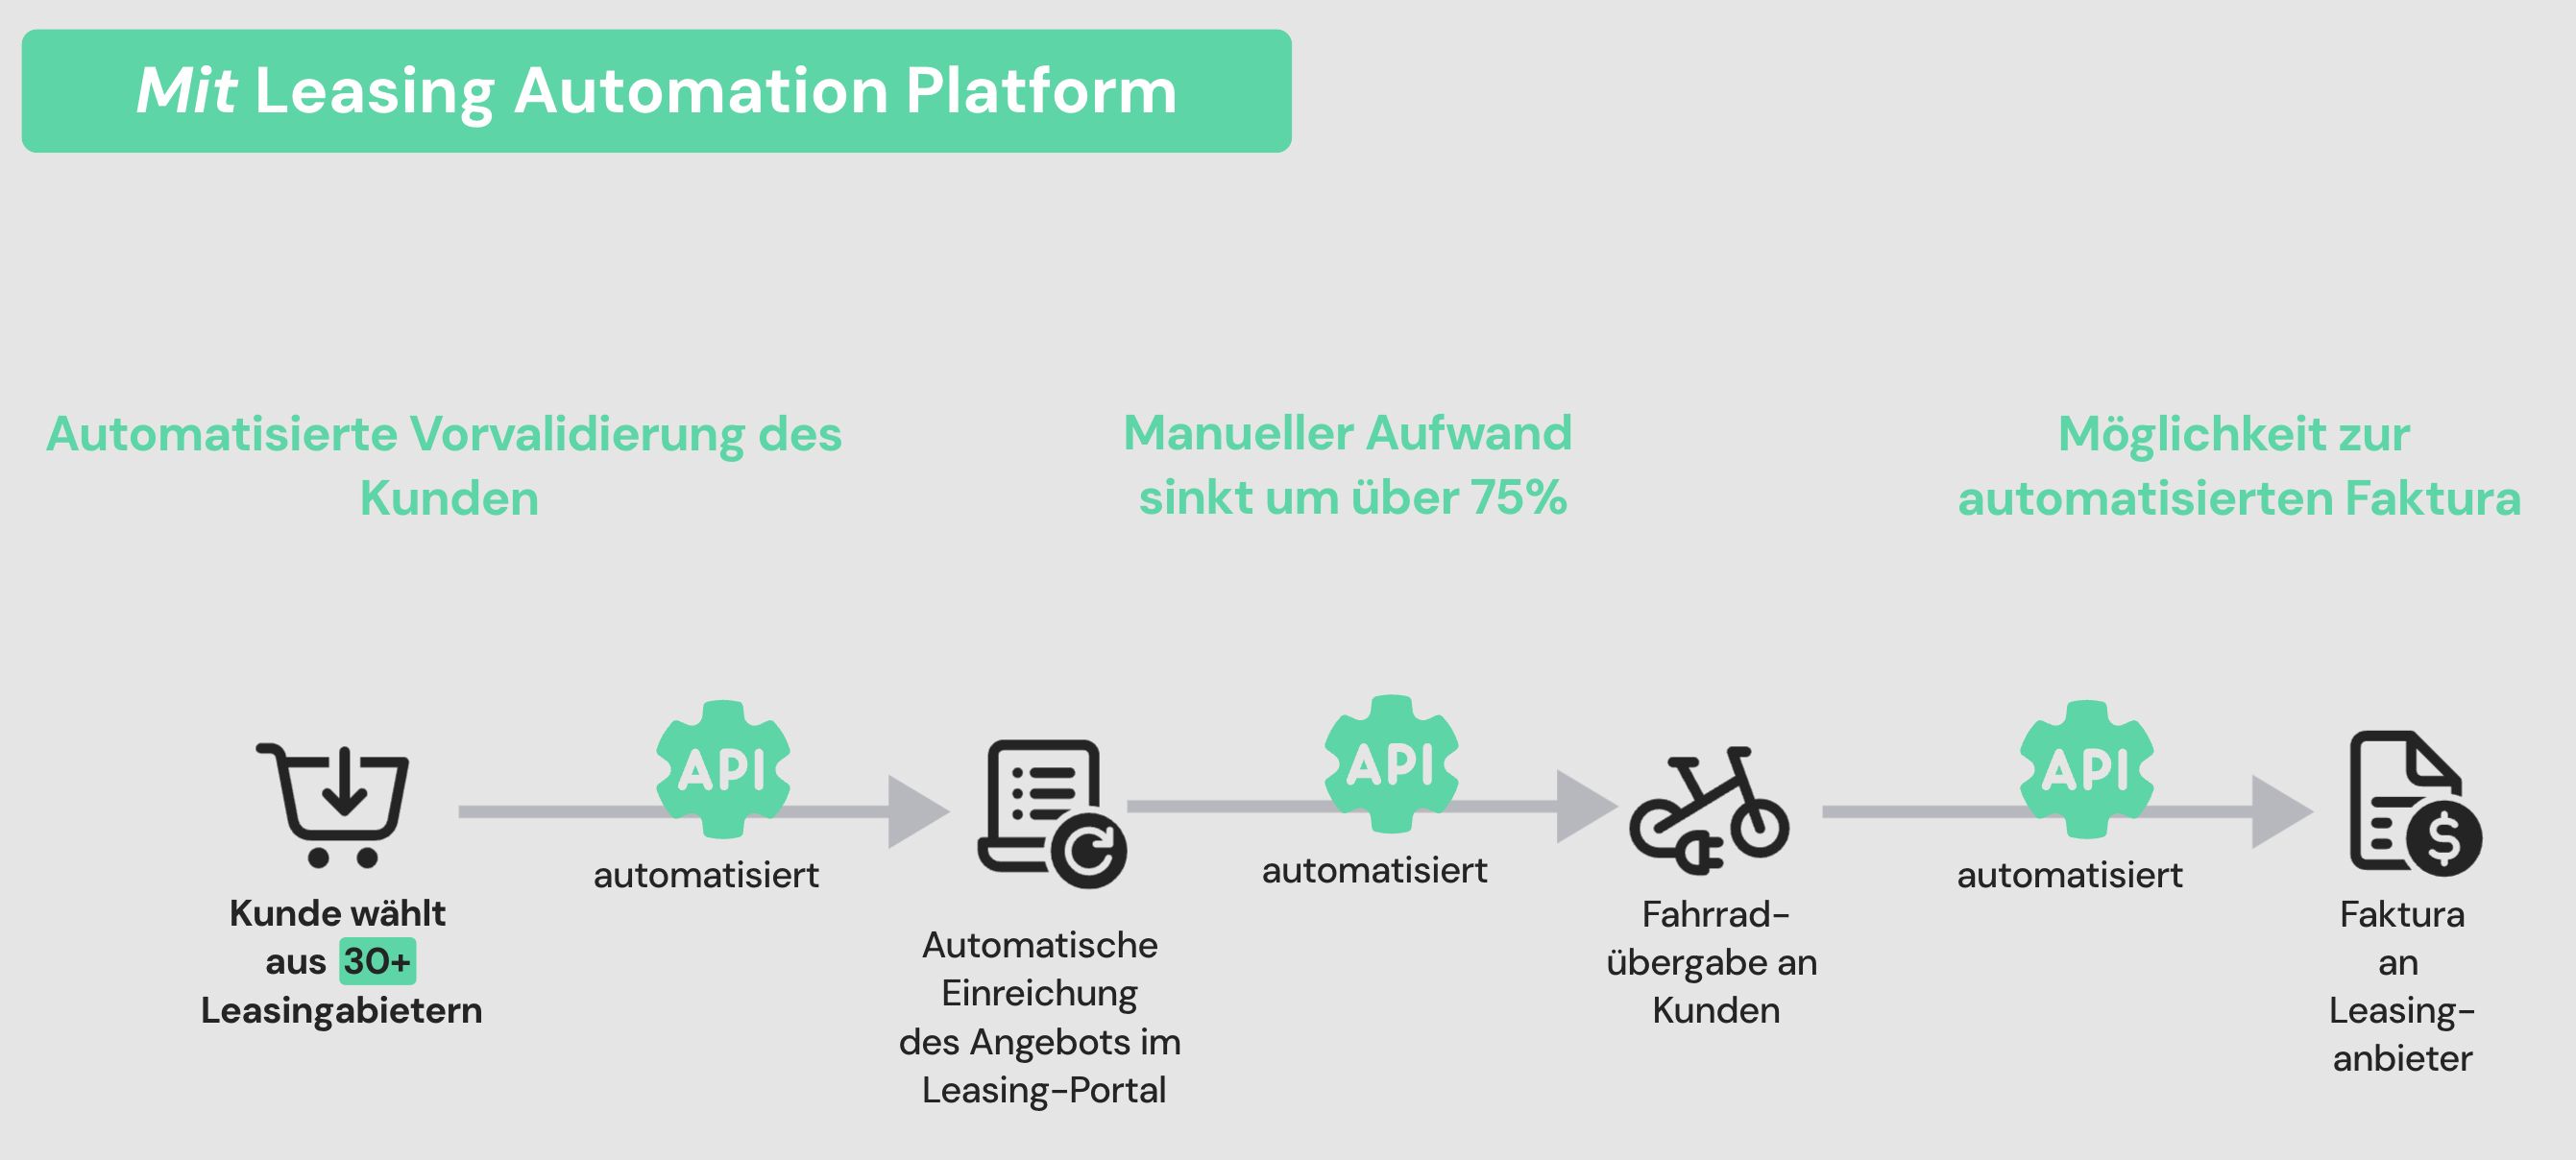 Mit Leasing Automation Platform
Automatisierte Vorvalidierung des
Kunden
Manueller Aufwand
sinkt um über 75%
Möglichkeit zur
automatisierten Faktura
API
automatisiert
API
automatisiert
API
automatisiert
Kunde wählt
aus 30+
Leasingabietern
Automatische
Einreichung
des Angebots im
Leasing-Portal
Fahrrad-
übergabe an
Kunden
$
Faktura
an
Leasing-
anbieter